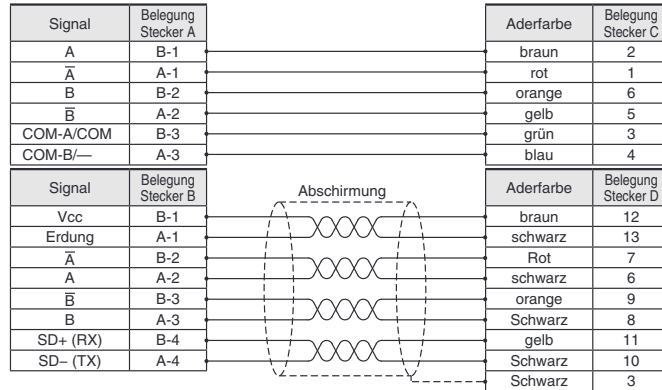 Signal Belegung Stecker A Aderfarbe Belegung Stecker C
A B-1 braun 2
A̅ A-1 rot 1
B B-2 orange 6
B̅ A-2 gelb 5
COM-A/COM B-3 grün 3
COM-B/— A-3 blau 4
Signal Belegung Stecker B Abschirmung Aderfarbe Belegung Stecker D
Vcc B-1 braun 12
Erdung A-1 schwarz 13
A̅ B-2 Rot 7
A A-2 schwarz 6
B̅ B-3 orange 9
B A-3 Schwarz 8
SD+ (RX) B-4 gelb 11
SD− (TX) A-4 Schwarz 10
Schwarz 3